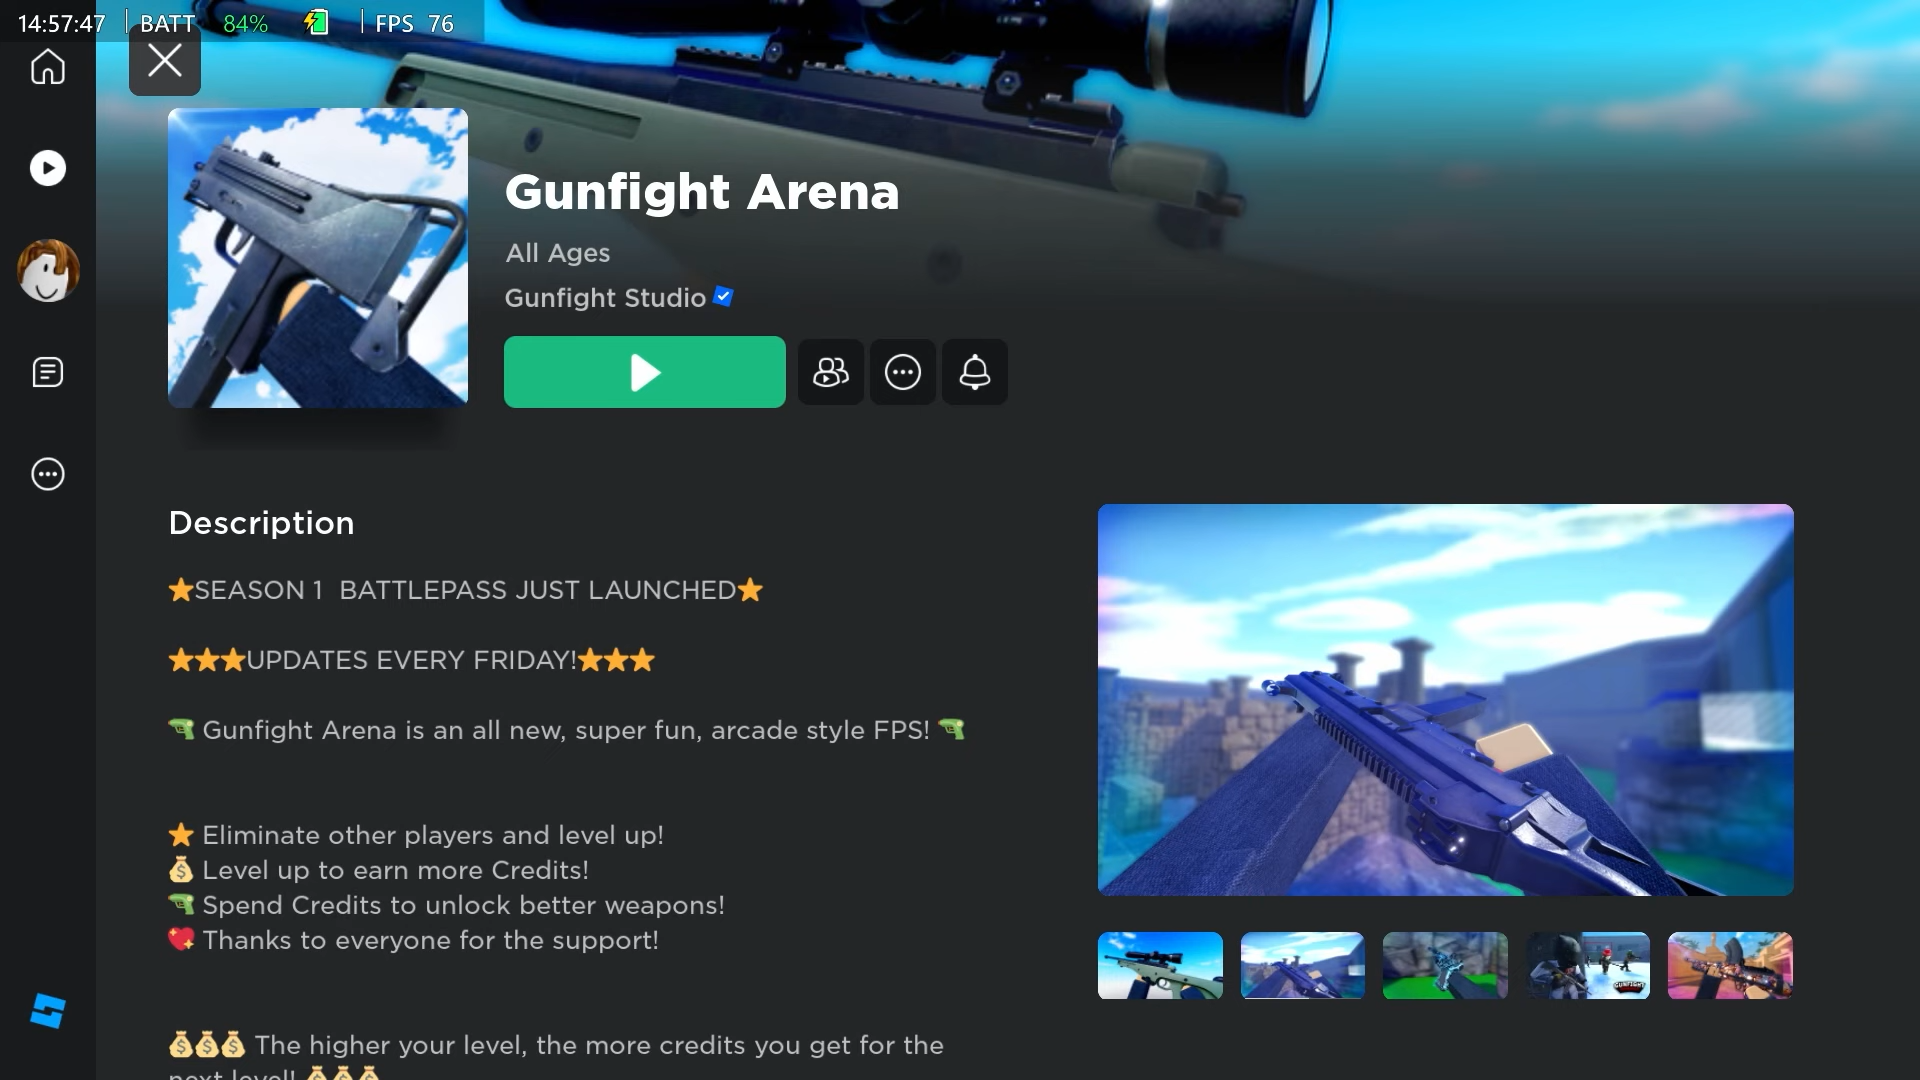 14:57:47 | BATT 84% | FPS 76
Gunfight Arena
All Ages
Gunfight Studio
Description
⭐SEASON 1 BATTLEPASS JUST LAUNCHED⭐
⭐⭐⭐UPDATES EVERY FRIDAY!⭐⭐⭐
🔫 Gunfight Arena is an all new, super fun, arcade style FPS! 🔫
⭐ Eliminate other players and level up!
💰 Level up to earn more Credits!
🔫 Spend Credits to unlock better weapons!
💖 Thanks to everyone for the support!
GUNFIGHT
💰💰💰 The higher your level, the more credits you get for the
next level! 💰💰💰